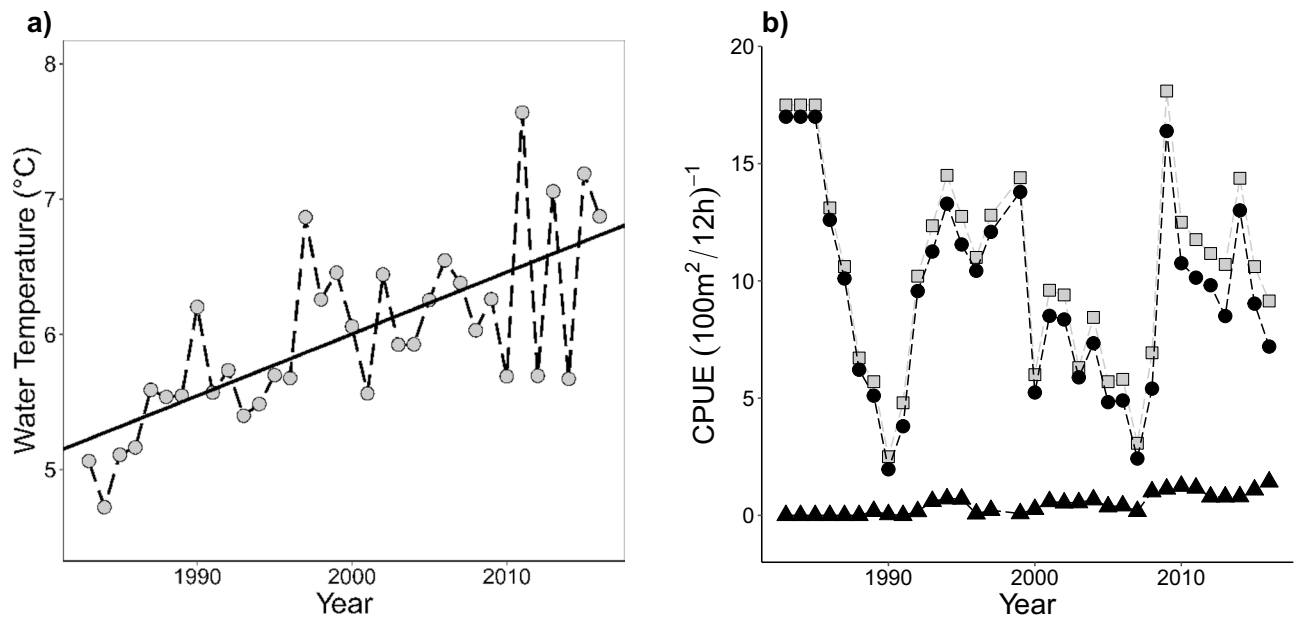 a)
Water Temperature (°C)
8
7
6
5
1990 2000 2010
Year
b)
CPUE (100m²/12h)⁻¹
20
15
10
5
0
1990 2000 2010
Year